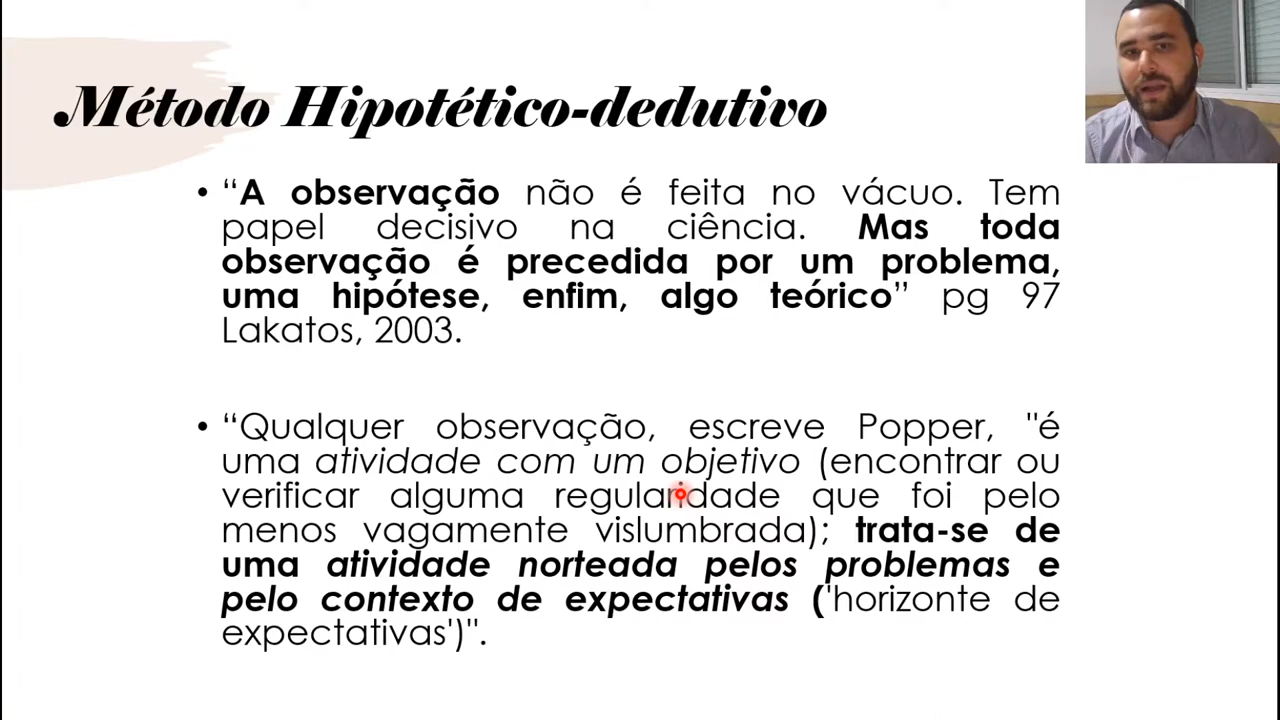 Método Hipotético-dedutivo
• “A observação não é feita no vácuo. Tem
papel decisivo na ciência. Mas toda
observação é precedida por um problema,
uma hipótese, enfim, algo teórico” pg 97
Lakatos, 2003.
• “Qualquer observação, escreve Popper, "é
uma atividade com um objetivo (encontrar ou
verificar alguma regularidade que foi pelo
menos vagamente vislumbrada); trata-se de
uma atividade norteada pelos problemas e
pelo contexto de expectativas ('horizonte de
expectativas')".